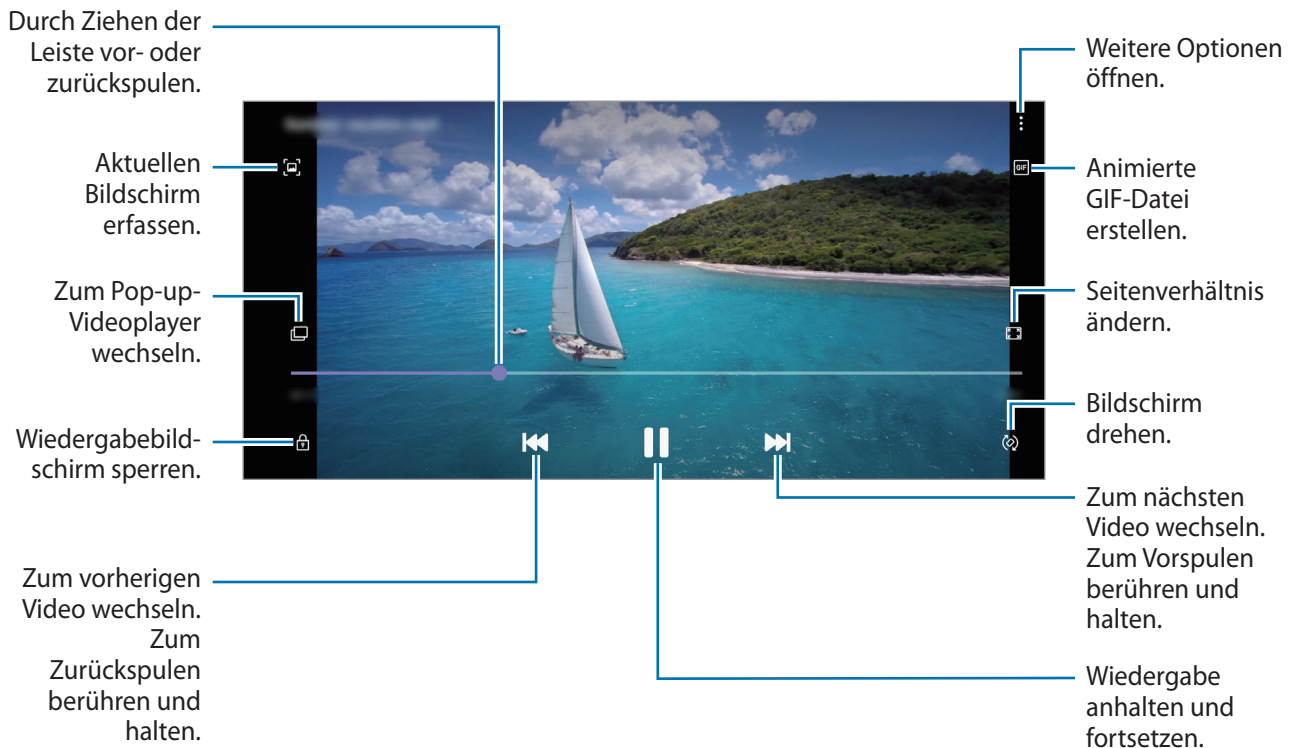 Durch Ziehen der
Leiste vor- oder
zurückspulen.
Aktuellen
Bildschirm
erfassen.
Zum Pop-up-
Videoplayer
wechseln.
Wiedergabebild-
schirm sperren.
Zum vorherigen
Video wechseln.
Zum
Zurückspulen
berühren und
halten.
Weitere Optionen
öffnen.
GIF
Animierte
GIF-Datei
erstellen.
Seitenverhältnis
ändern.
Bildschirm
drehen.
Zum nächsten
Video wechseln.
Zum Vorspulen
berühren und
halten.
Wiedergabe
anhalten und
fortsetzen.